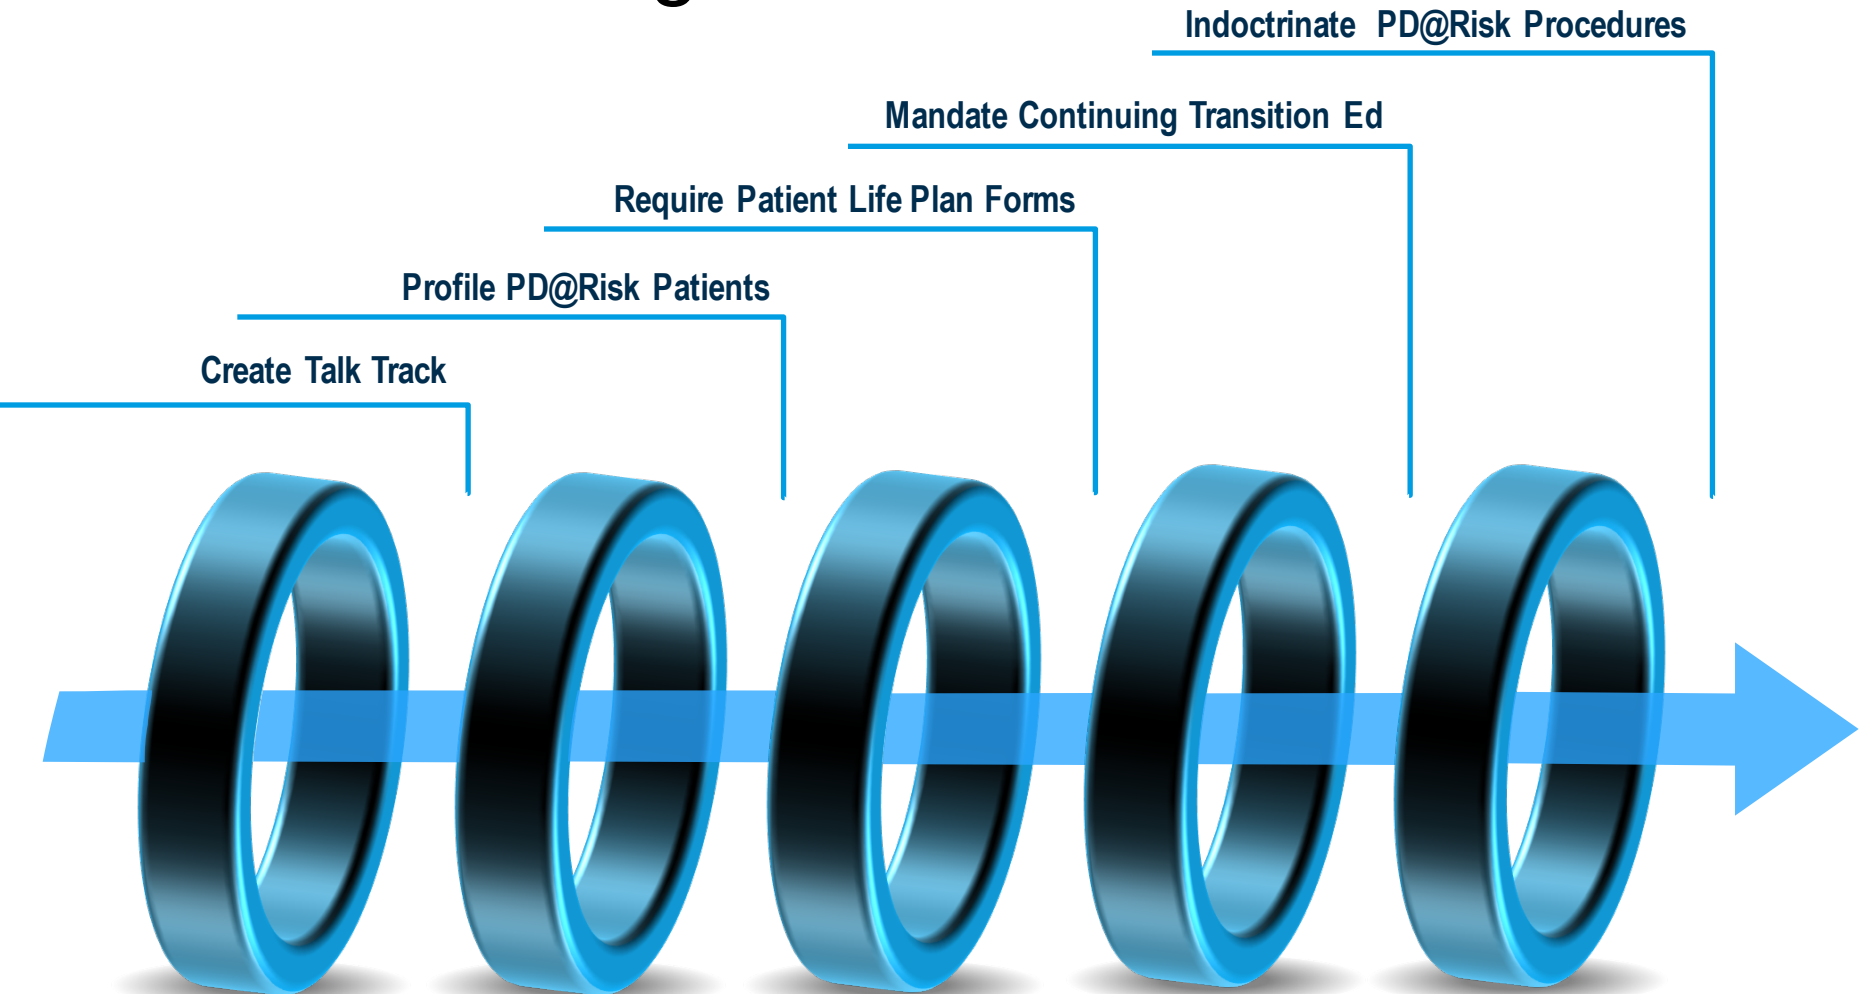 Indoctrinate PD@Risk Procedures
Mandate Continuing Transition Ed
Require Patient Life Plan Forms
Profile PD@Risk Patients
Create Talk Track